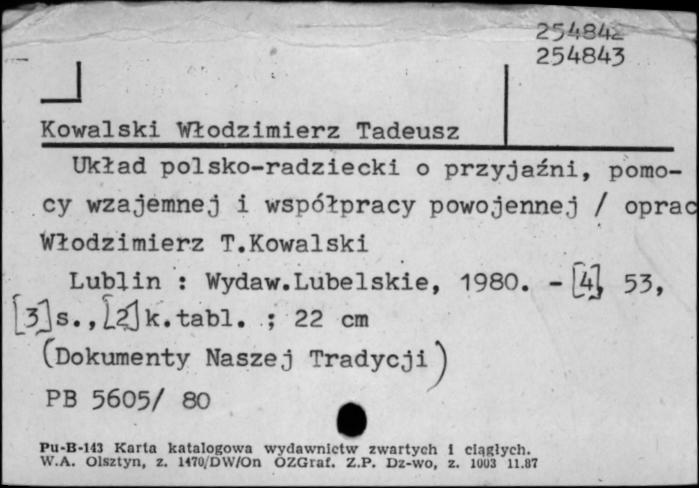 254842
254843
Kowalski Włodzimierz Tadeusz
Układ polsko-radziecki o przyjaźni, pomo-
cy wzajemnej i współpracy powojennej / oprac
Włodzimierz T.Kowalski
Lublin : Wydaw.Lubelskie, 1980. - [4], 53,
[3]s.,[2]k.tabl. ; 22 cm
(Dokumenty Naszej Tradycji)
PB 5605/ 80
Pu-B-143 Karta katalogowa wydawnictw zwartych i ciągłych.
W.A. Olsztyn, z. 1470/DW/On OZGraf. Z.P. Dz-wo, z. 1003 11.87